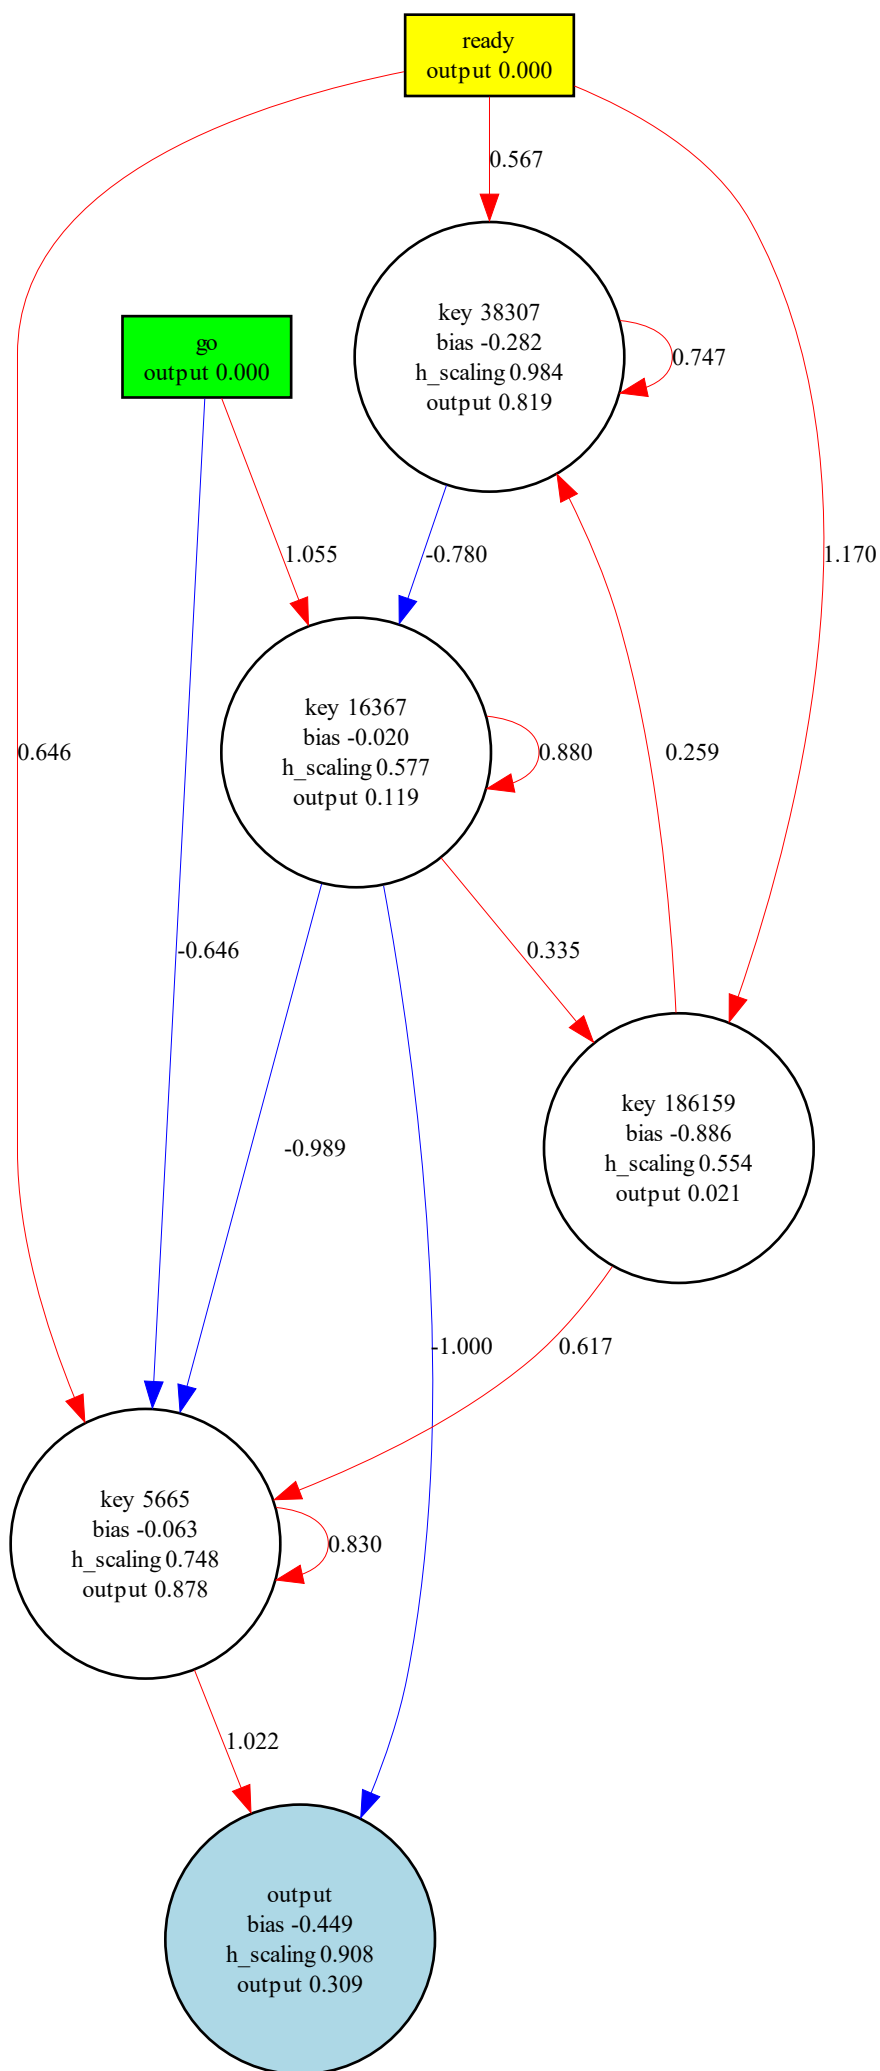 ready
output 0.000
0.567
go
output 0.000
key 38307
bias -0.282
h_scaling 0.984
output 0.819
0.747
1.055
-0.780
1.170
key 16367
bias -0.020
h_scaling 0.577
output 0.119
0.646
0.880
0.259
-0.646
0.335
key 186159
bias -0.886
h_scaling 0.554
output 0.021
-0.989
-1.000
0.617
key 5665
bias -0.063
h_scaling 0.748
output 0.878
0.830
1.022
output
bias -0.449
h_scaling 0.908
output 0.309